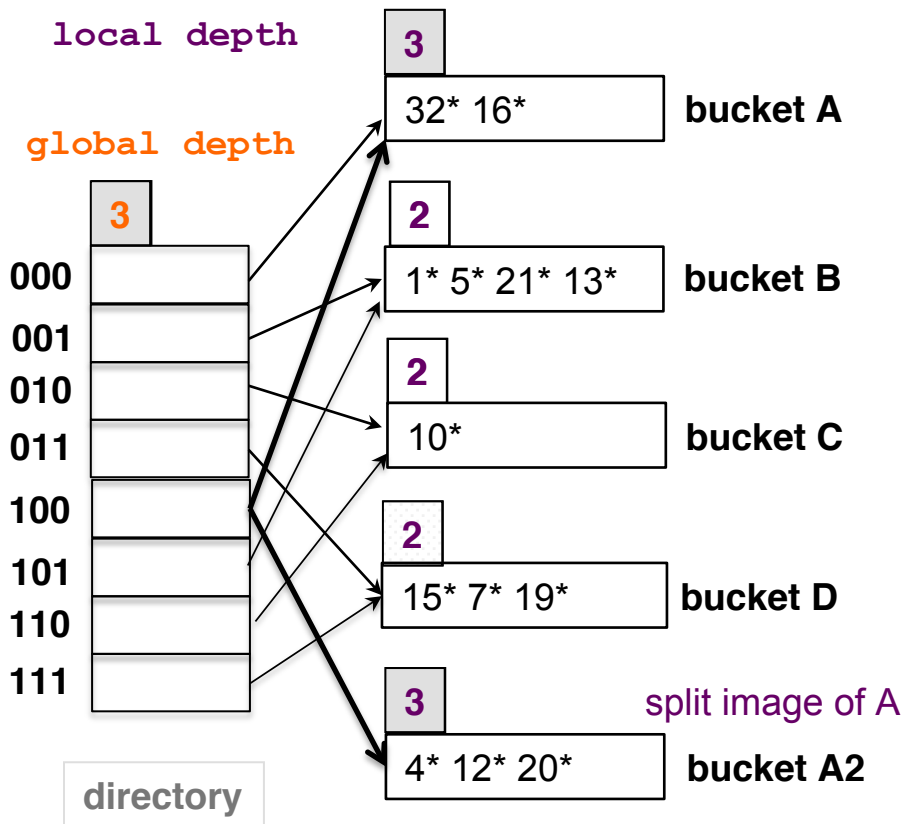 local depth
3
32* 16*
bucket A
global depth
3
2
000
1* 5* 21* 13*
bucket B
001
2
010
10*
bucket C
011
100
2
101
15* 7* 19*
bucket D
110
111
3
split image of A
4* 12* 20*
bucket A2
directory